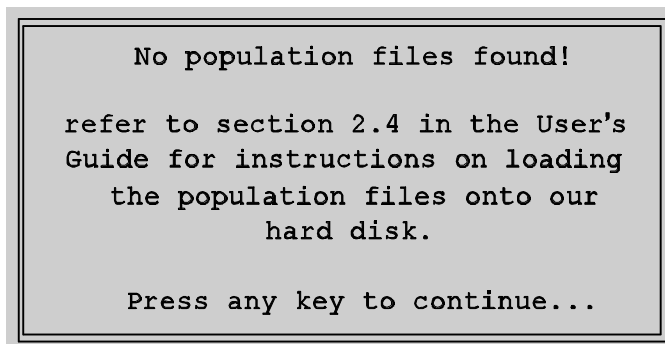 No population files found!
refer to section 2.4 in the User's
Guide for instructions on loading
the population files onto our
hard disk.
Press any key to continue...